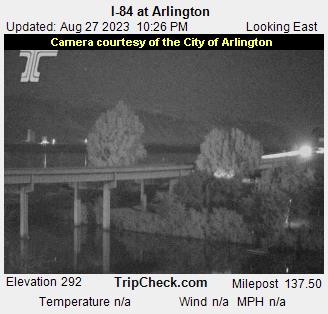 I-84 at Arlington
Updated: Aug 27 2023 10:26 PM Looking East
Camera courtesy of the City of Arlington
Elevation 292 TripCheck.com Milepost 137.50
Temperature n/a Wind n/a MPH n/a